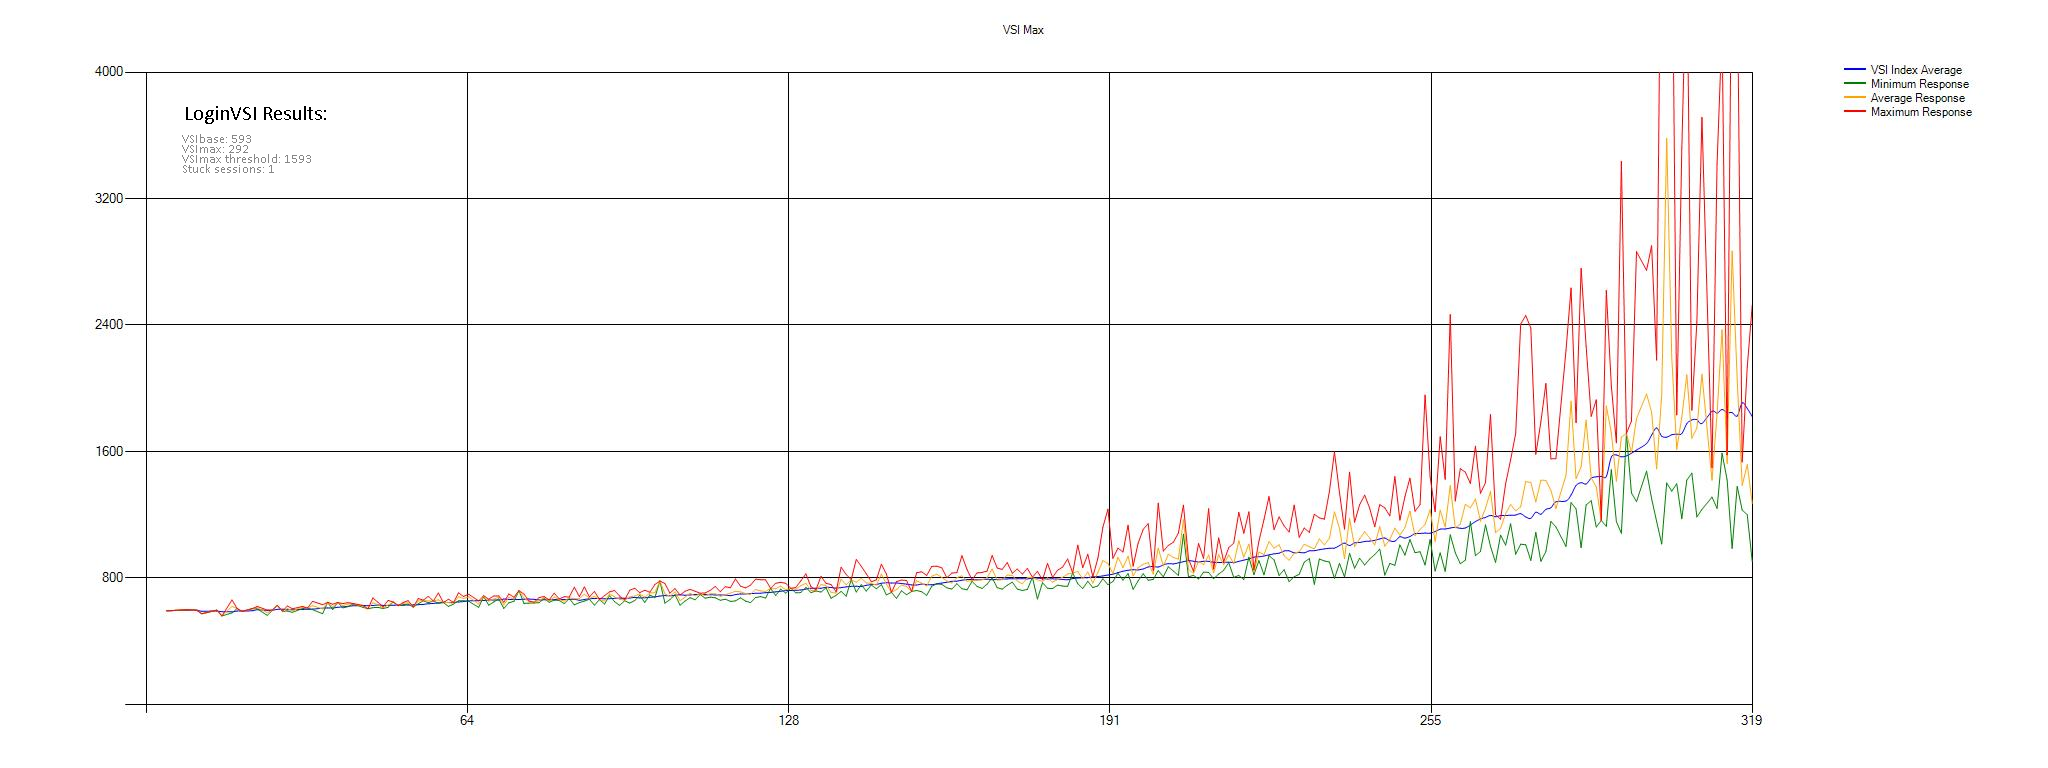 VSI Max
4000
3200
2400
1600
800
64
128
191
255
319
LoginVSI Results:
VSIbase: 593
VSImax: 292
VSImax threshold: 1593
Stuck sessions: 1
VSI Index Average
Minimum Response
Average Response
Maximum Response